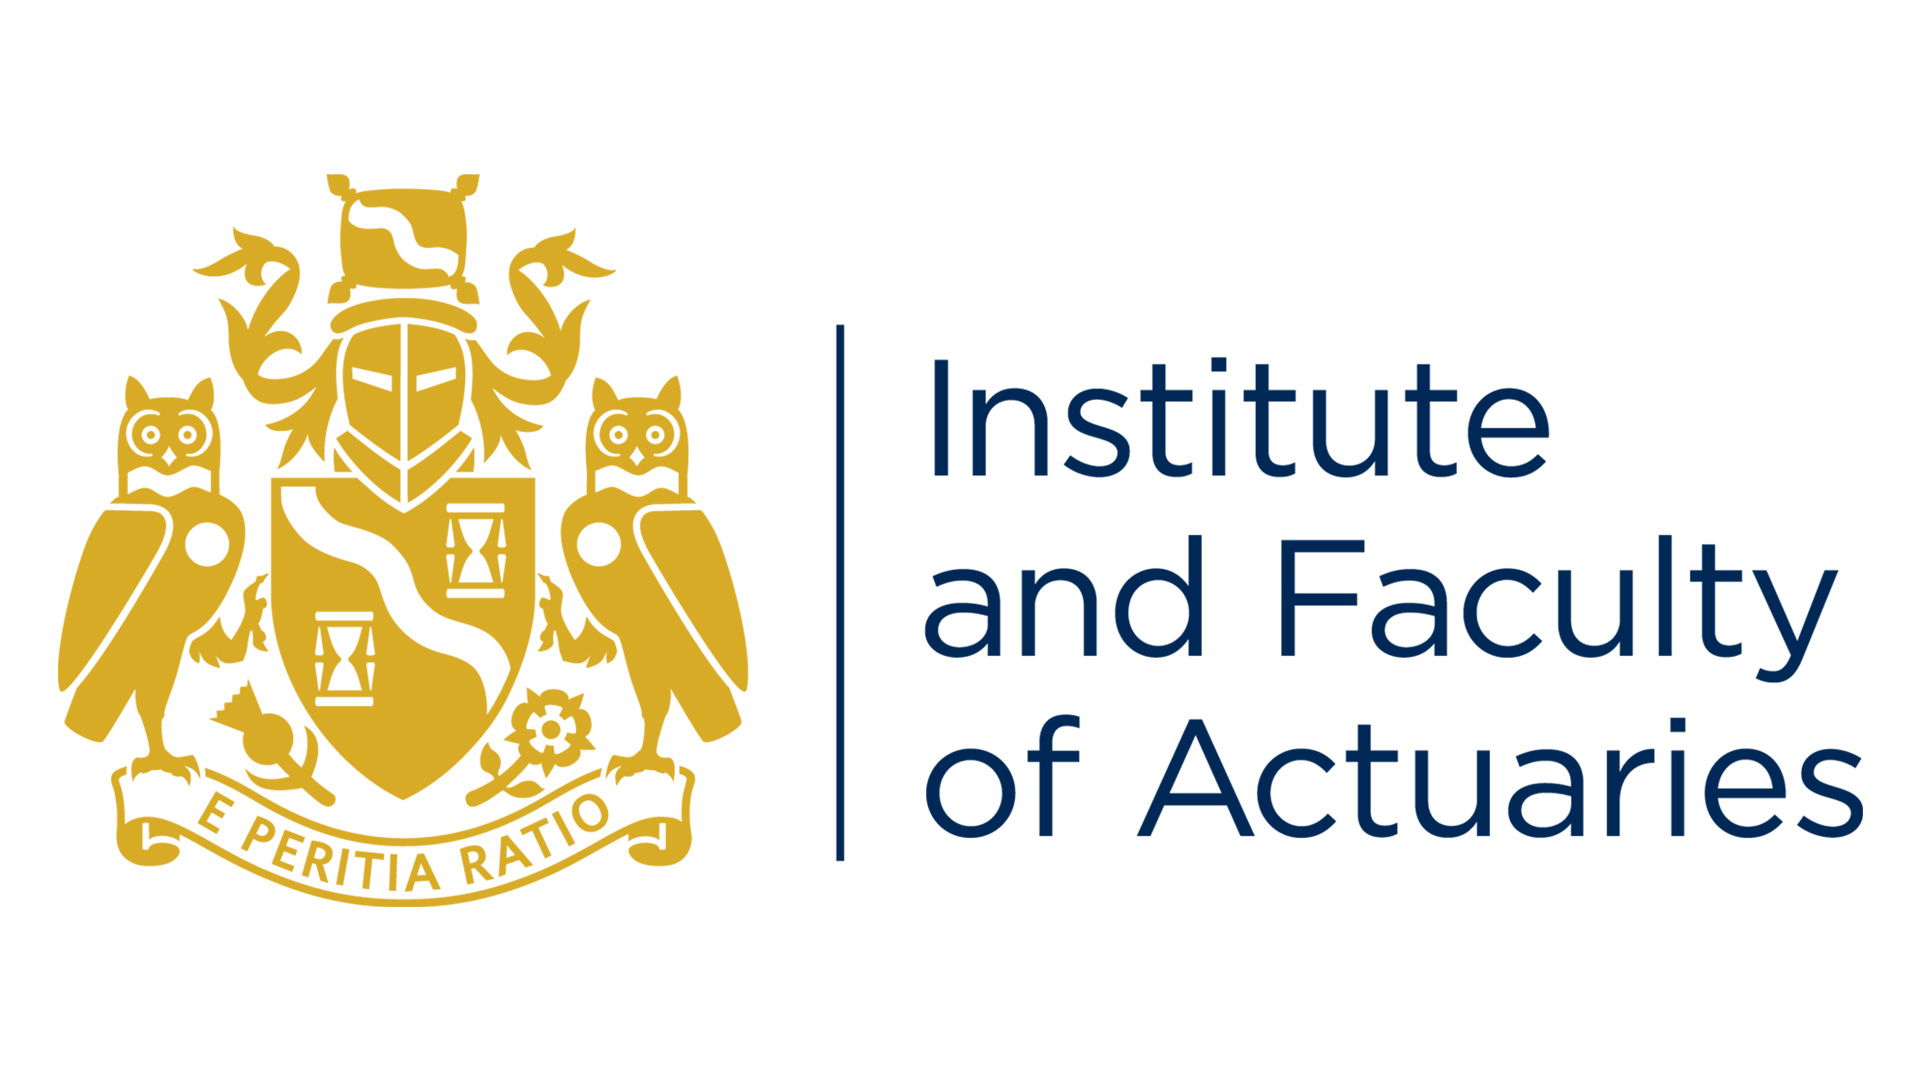 E PERITIA RATIO
Institute
and Faculty
of Actuaries